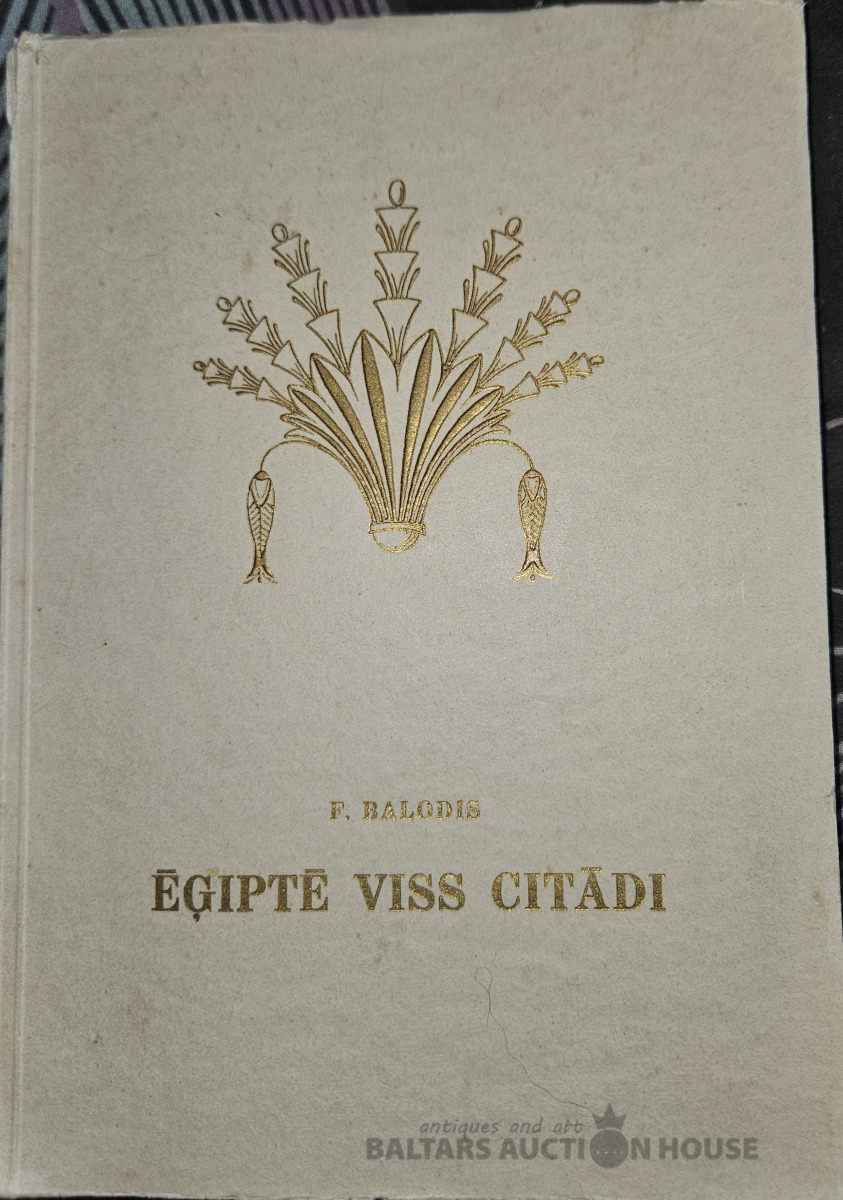 F. BALODIS
ĒĢIPTĒ VISS CITĀDI
antiques and art
BALTARS AUCTION HOUSE